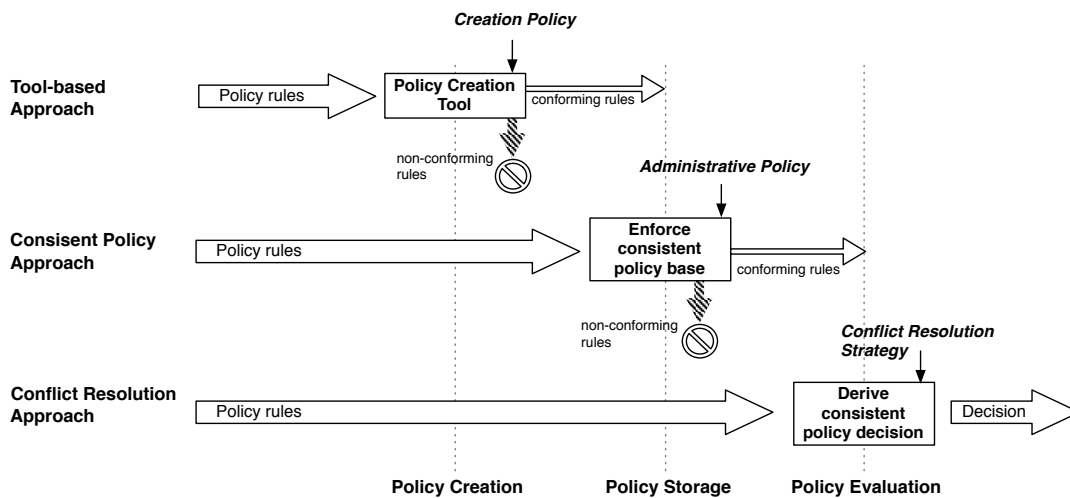 Creation Policy
Tool-based
Approach
Policy rules
Policy Creation
Tool
conforming rules
non-conforming
rules
Administrative Policy
Consisent Policy
Approach
Policy rules
Enforce
consistent
policy base
conforming rules
non-conforming
rules
Conflict Resolution
Strategy
Conflict Resolution
Approach
Policy rules
Derive
consistent
policy decision
Decision
Policy Creation
Policy Storage
Policy Evaluation